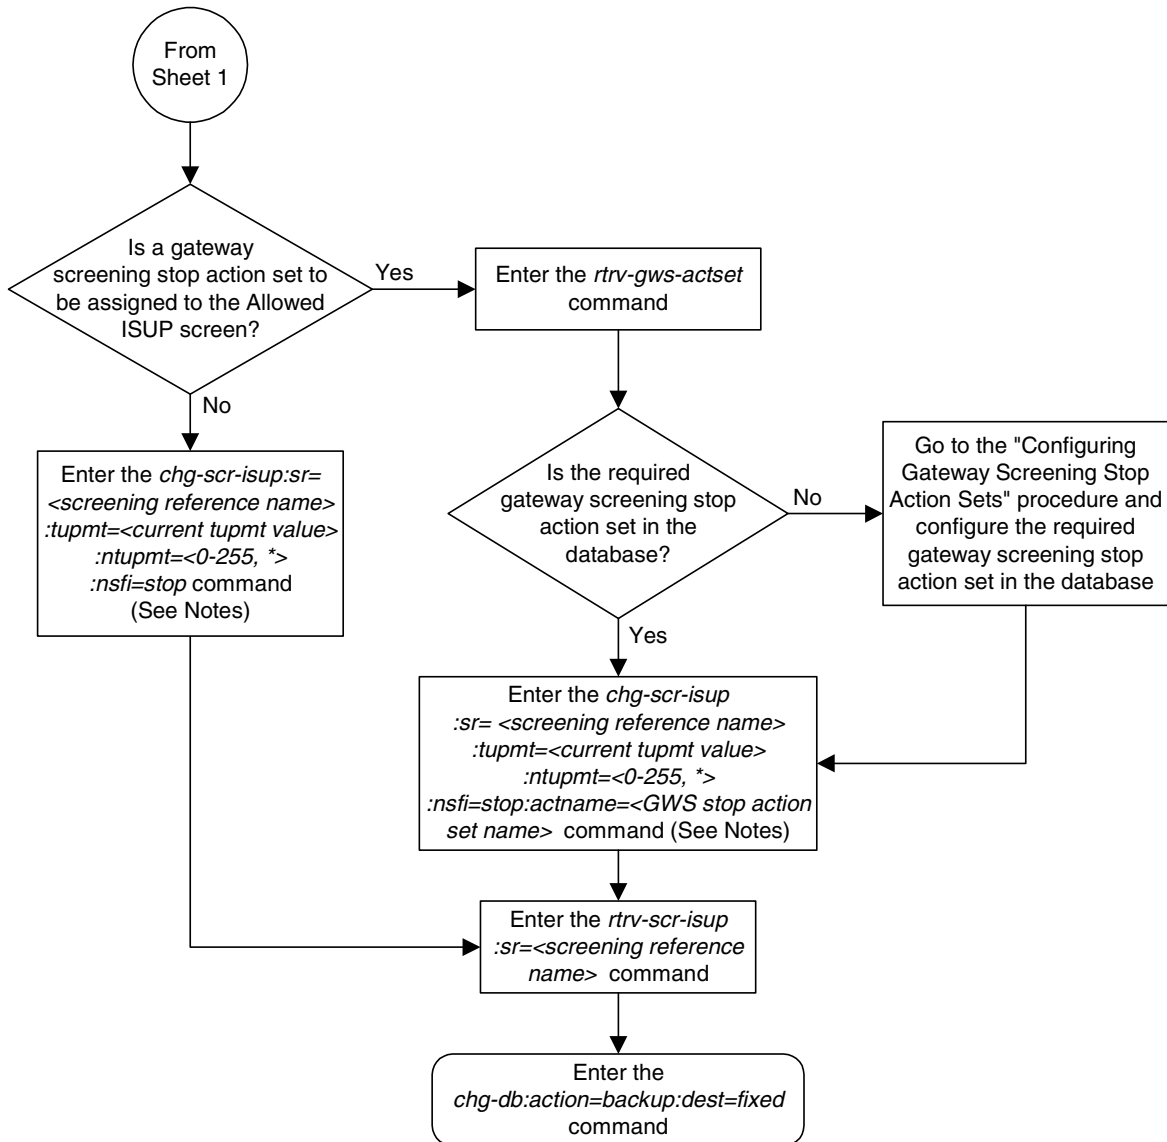 From
Sheet 1
Is a gateway
screening stop action set to
be assigned to the Allowed
ISUP screen?
Yes
Enter the rtrv-gws-actset
command
No
Enter the chg-scr-isup:sr=
<screening reference name>
:tupmt=<current tupmt value>
:ntupmt=<0-255, *>
:nsfi=stop command
(See Notes)
Is the required
gateway screening stop
action set in the
database?
No
Go to the "Configuring
Gateway Screening Stop
Action Sets" procedure and
configure the required
gateway screening stop
action set in the database
Yes
Enter the chg-scr-isup
:sr= <screening reference name>
:tupmt=<current tupmt value>
:ntupmt=<0-255, *>
:nsfi=stop:actname=<GWS stop action
set name> command (See Notes)
Enter the rtrv-scr-isup
:sr=<screening reference
name> command
Enter the
chg-db:action=backup:dest=fixed
command